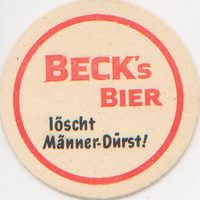 BECK's
BIER
löscht
Männer-Durst!